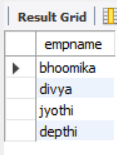 Result Grid
empname
bhoomika
divya
jyothi
depthi